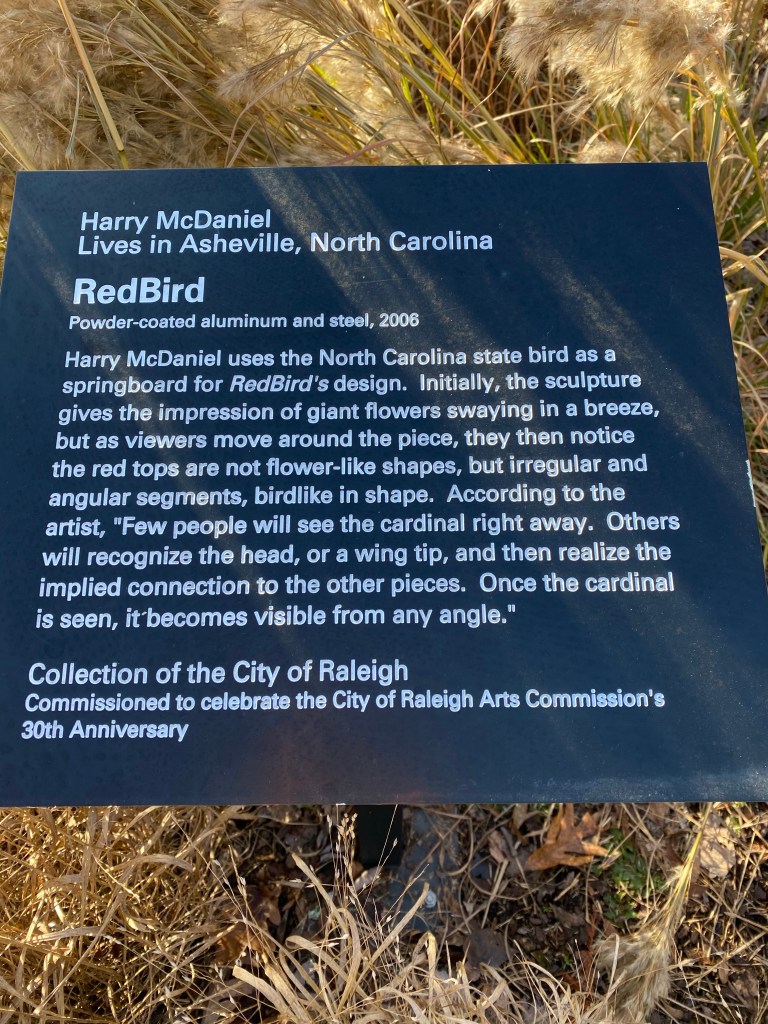 Harry McDaniel
Lives in Asheville, North Carolina
RedBird
Powder-coated aluminum and steel, 2006
Harry McDaniel uses the North Carolina state bird as a
springboard for RedBird's design. Initially, the sculpture
gives the impression of giant flowers swaying in a breeze,
but as viewers move around the piece, they then notice
the red tops are not flower-like shapes, but irregular and
angular segments, birdlike in shape. According to the
artist, "Few people will see the cardinal right away. Others
will recognize the head, or a wing tip, and then realize the
implied connection to the other pieces. Once the cardinal
is seen, it becomes visible from any angle."
Collection of the City of Raleigh
Commissioned to celebrate the City of Raleigh Arts Commission's
30th Anniversary